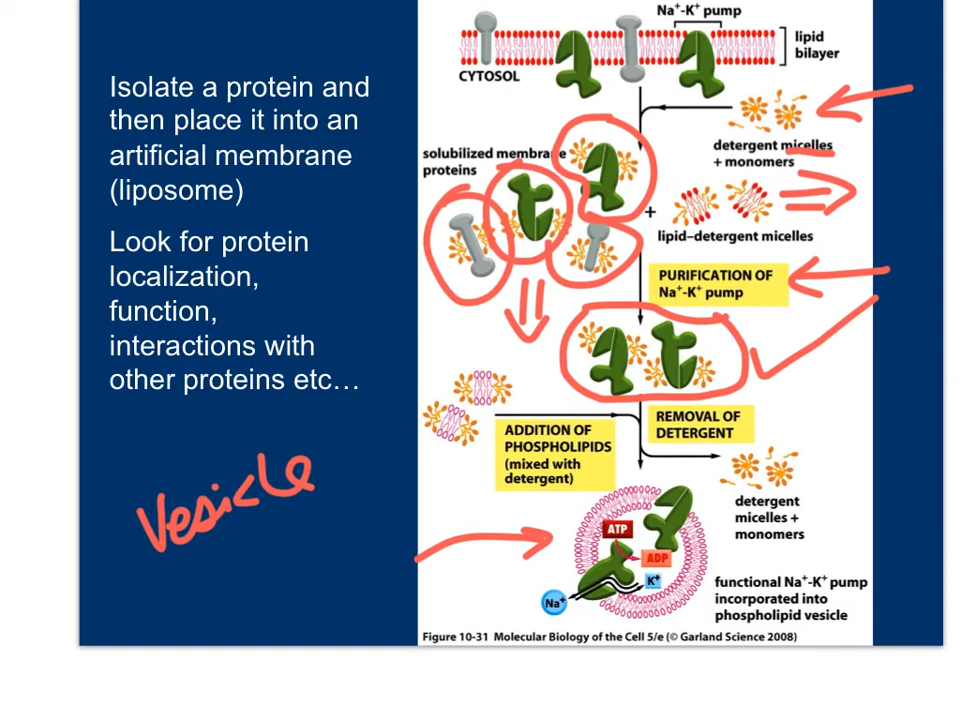 Isolate a protein and
then place it into an
artificial membrane
(liposome)
Look for protein
localization,
function,
interactions with
other proteins etc…
Vesicle
Na⁺-K⁺ pump
lipid
bilayer
CYTOSOL
detergent micelles
+ monomers
solubilized membrane
proteins
+
lipid–detergent micelles
PURIFICATION OF
Na⁺-K⁺ pump
ADDITION OF
PHOSPHOLIPIDS
(mixed with
detergent)
REMOVAL OF
DETERGENT
detergent
micelles +
monomers
ATP
ADP
K⁺
Na⁺
functional Na⁺-K⁺ pump
incorporated into
phospholipid vesicle
Figure 10-31 Molecular Biology of the Cell 5/e (© Garland Science 2008)